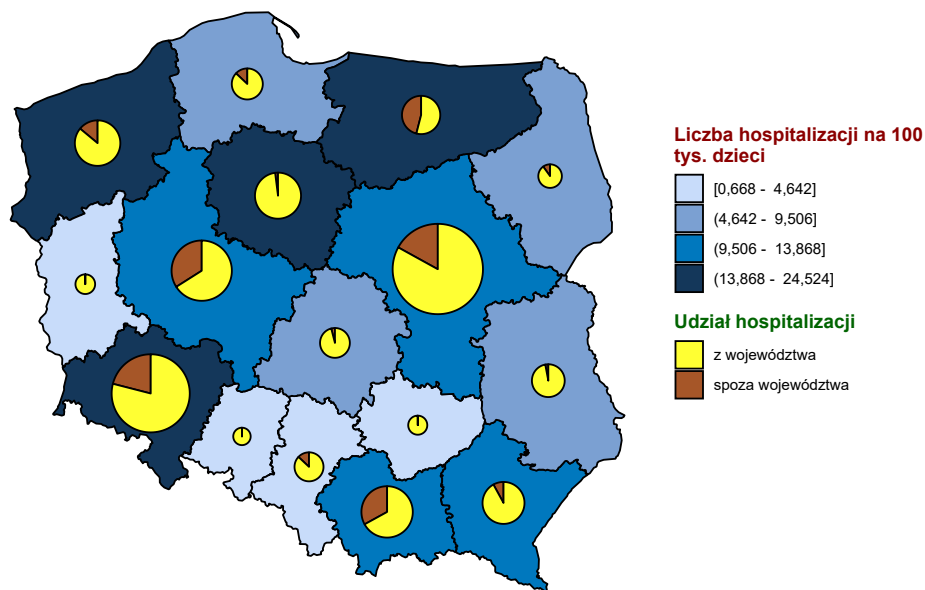 Liczba hospitalizacji na 100
tys. dzieci
[0,668 - 4,642]
(4,642 - 9,506]
(9,506 - 13,868]
(13,868 - 24,524]
Udział hospitalizacji
z województwa
spoza województwa